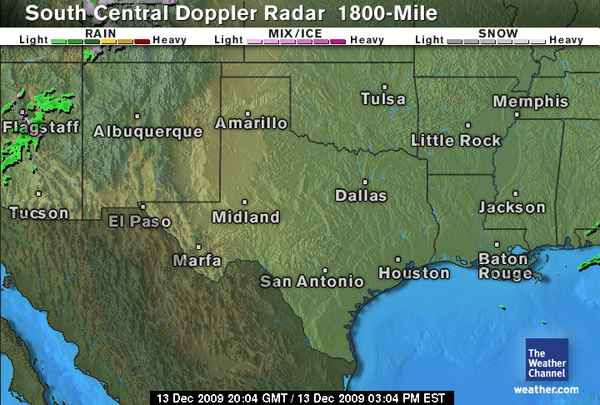 South Central Doppler Radar 1800-Mile
RAIN MIX/ICE SNOW
Light Heavy Light Heavy Light Heavy
Tulsa
Memphis
Flagstaff
Albuquerque
Amarillo
Little Rock
Dallas
Tucson
El Paso
Midland
Jackson
Marfa
San Antonio
Houston
Baton
Rouge
The
Weather
Channel
weather.com
13 Dec 2009 20:04 GMT / 13 Dec 2009 03:04 PM EST